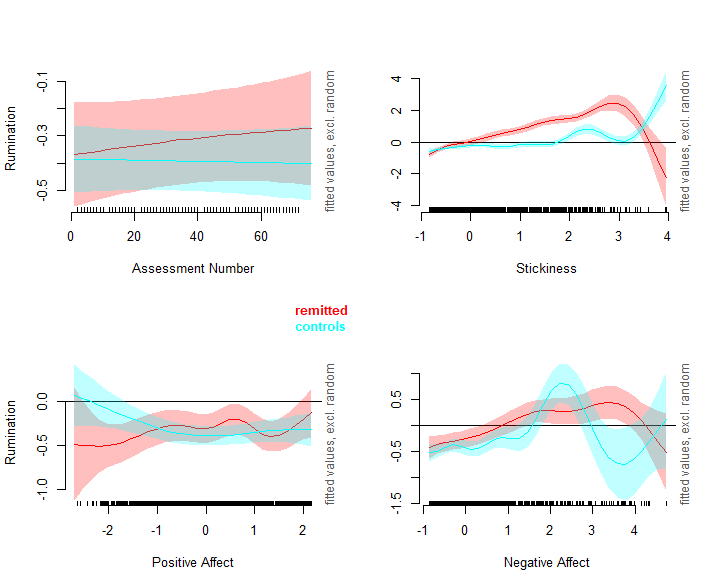 Rumination
-0.5 -0.3 -0.1
0 20 40 60
Assessment Number
fitted values, excl. random
-4 -2 0 2 4
-1 0 1 2 3 4
Stickiness
fitted values, excl. random
remitted
controls
Rumination
-1.0 -0.5 0.0
-2 -1 0 1 2
Positive Affect
fitted values, excl. random
-1.5 -0.5 0.5
-1 0 1 2 3 4
Negative Affect
fitted values, excl. random